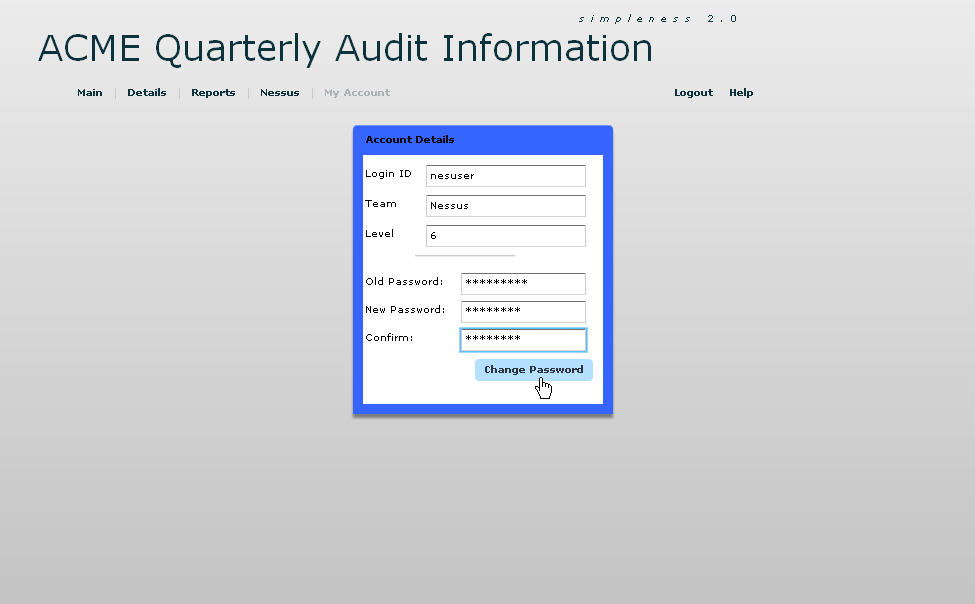 simpleness 2.0
ACME Quarterly Audit Information
Main Details Reports Nessus My Account Logout Help
Account Details
Login ID nesuser
Team Nessus
Level 6
Old Password: *********
New Password: ********
Confirm: ********
Change Password